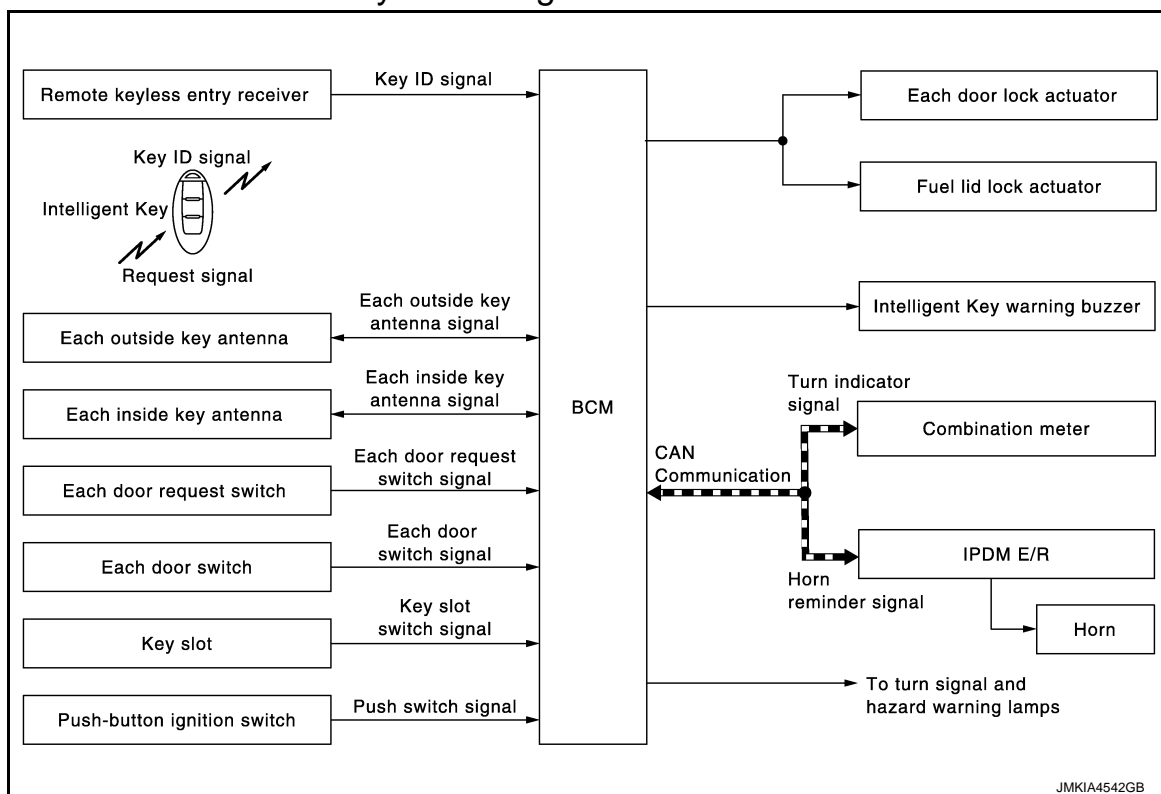 Remote keyless entry receiver
Key ID signal
Key ID signal
Intelligent Key
Request signal
Each outside key antenna
Each outside key
antenna signal
Each inside key antenna
Each inside key
antenna signal
Each door request switch
Each door request
switch signal
Each door switch
Each door
switch signal
Key slot
Key slot
switch signal
Push-button ignition switch
Push switch signal
BCM
Each door lock actuator
Fuel lid lock actuator
Intelligent Key warning buzzer
Turn indicator
signal
Combination meter
CAN
Communication
IPDM E/R
Horn
reminder signal
Horn
To turn signal and
hazard warning lamps
JMKIA4542GB